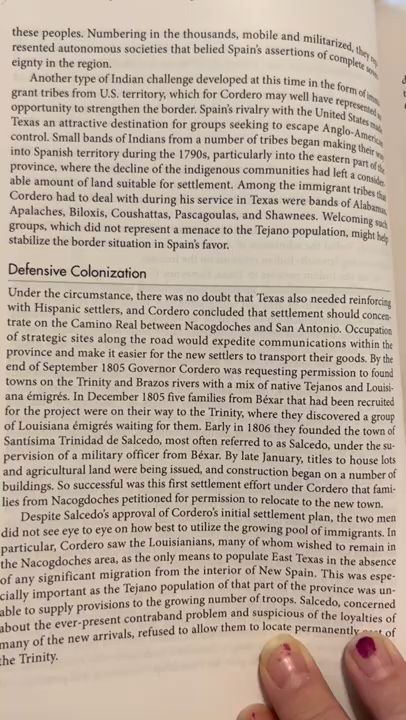 these peoples. Numbering in the thousands, mobile and militarized, they
resented autonomous societies that belied Spain's assertions of complete
eignty in the region.
Another type of Indian challenge developed at this time in the form of
grant tribes from U.S. territory, which for Cordero may well have represented
opportunity to strengthen the border. Spain's rivalry with the United States
Texas an attractive destination for groups seeking to escape Anglo-American
control. Small bands of Indians from a number of tribes began making their
into Spanish territory during the 1790s, particularly into the eastern part of the
province, where the decline of the indigenous communities had left a consider-
able amount of land suitable for settlement. Among the immigrant tribes that
Cordero had to deal with during his service in Texas were bands of Alabamas,
Apalaches, Biloxis, Coushattas, Pascagoulas, and Shawnees. Welcoming such
groups, which did not represent a menace to the Tejano population, might help
stabilize the border situation in Spain's favor.
Defensive Colonization
Under the circumstance, there was no doubt that Texas also needed reinforcing
with Hispanic settlers, and Cordero concluded that settlement should concen-
trate on the Camino Real between Nacogdoches and San Antonio. Occupation
of strategic sites along the road would expedite communications within the
province and make it easier for the new settlers to transport their goods. By the
end of September 1805 Governor Cordero was requesting permission to found
towns on the Trinity and Brazos rivers with a mix of native Tejanos and Louisi-
ana émigrés. In December 1805 five families from Béxar that had been recruited
for the project were on their way to the Trinity, where they discovered a group
of Louisiana émigrés waiting for them. Early in 1806 they founded the town of
Santísima Trinidad de Salcedo, most often referred to as Salcedo, under the su-
pervision of a military officer from Béxar. By late January, titles to house lots
and agricultural land were being issued, and construction began on a number of
buildings. So successful was this first settlement effort under Cordero that fami-
lies from Nacogdoches petitioned for permission to relocate to the new town.
Despite Salcedo's approval of Cordero's initial settlement plan, the two men
did not see eye to eye on how best to utilize the growing pool of immigrants. In
particular, Cordero saw the Louisianians, many of whom wished to remain in
the Nacogdoches area, as the only means to populate East Texas in the absence
of any significant migration from the interior of New Spain. This was espe-
cially important as the Tejano population of that part of the province was un-
able to supply provisions to the growing number of troops. Salcedo, concerned
about the ever-present contraband problem and suspicious of the loyalties of
many of the new arrivals, refused to allow them to locate permanently of
the Trinity.